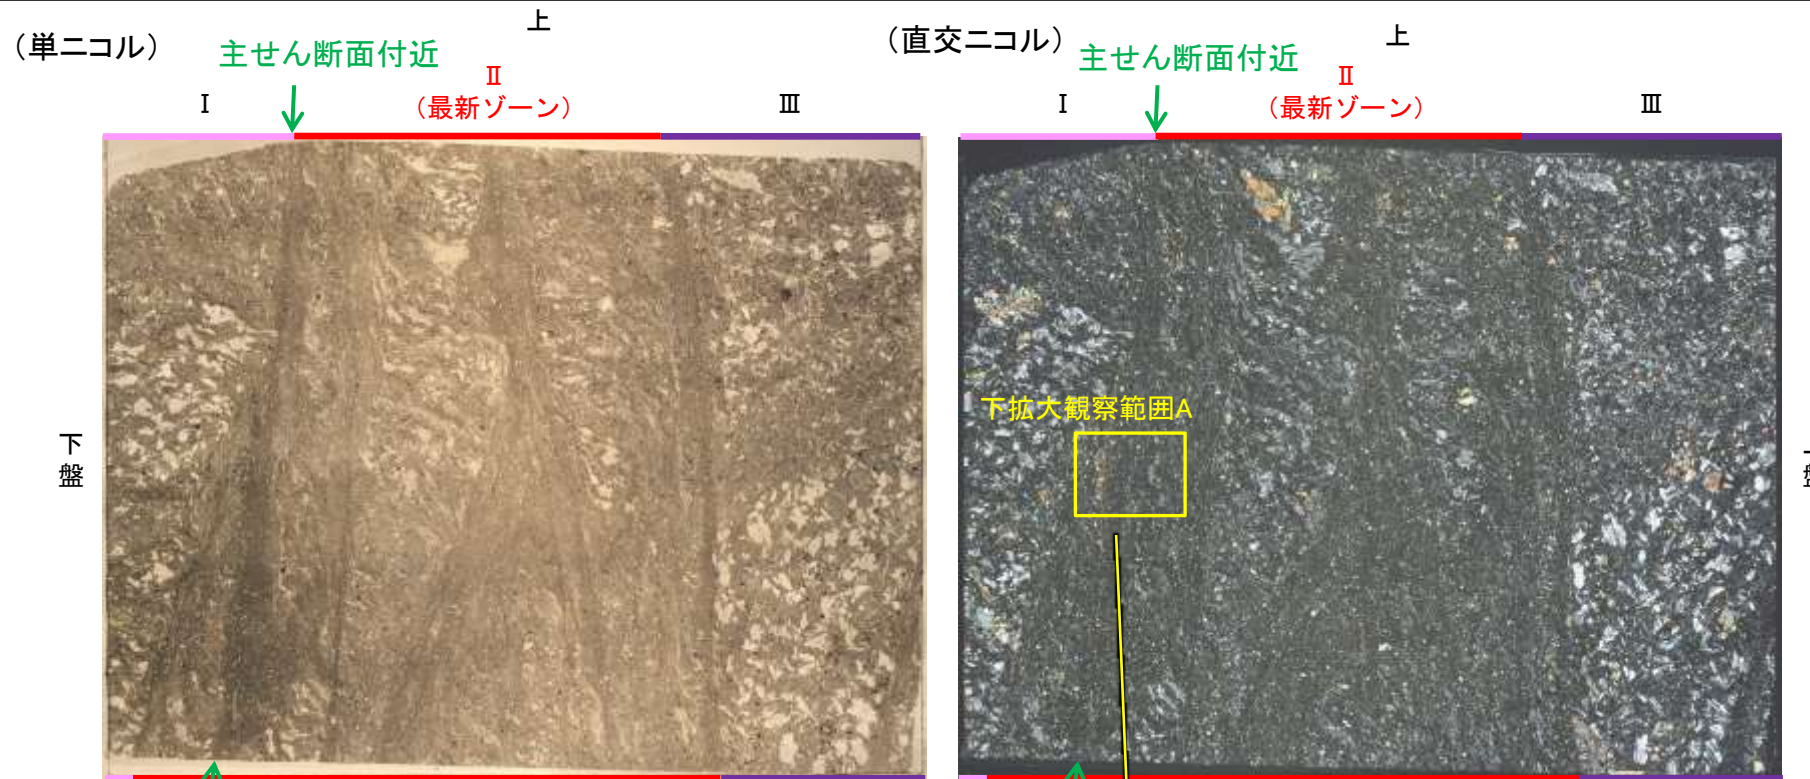 (単ニコル)
上
主せん断面付近
Ⅰ
Ⅱ
(最新ゾーン)
Ⅲ
下
盤
(直交ニコル)
上
主せん断面付近
Ⅰ
Ⅱ
(最新ゾーン)
Ⅲ
下拡大観察範囲A